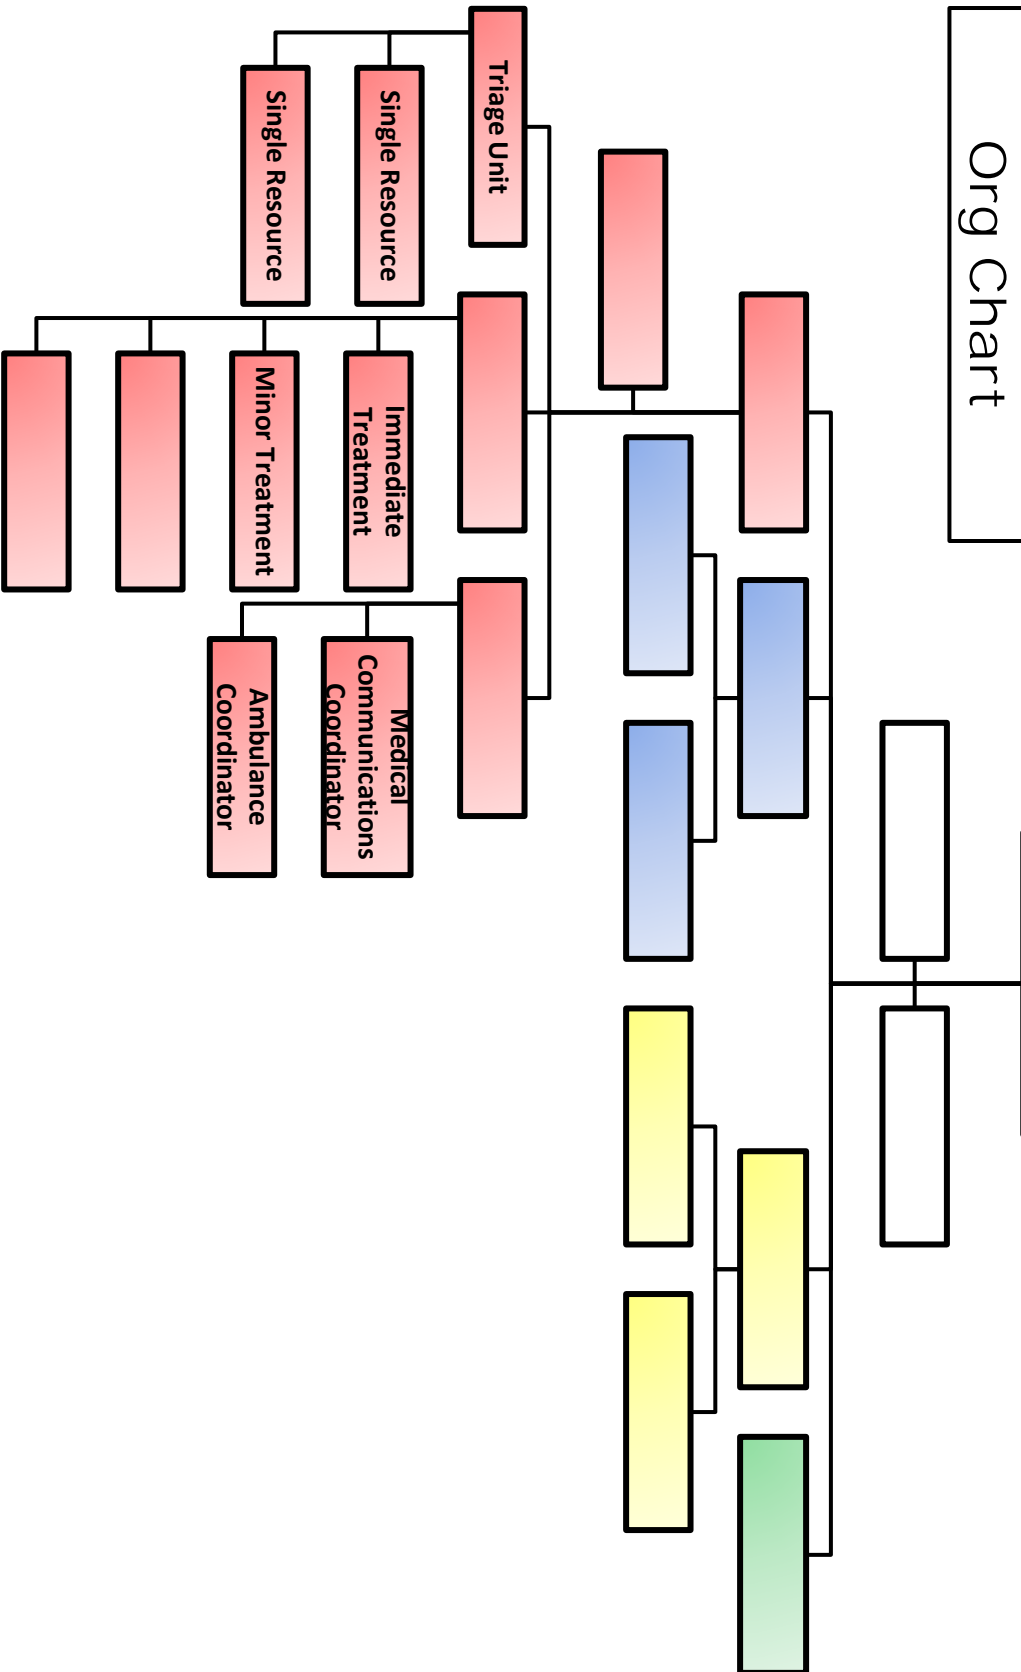 Org Chart
Triage Unit
Single Resource
Single Resource
Immediate
Treatment
Minor Treatment
Medical
Communications
Coordinator
Ambulance
Coordinator